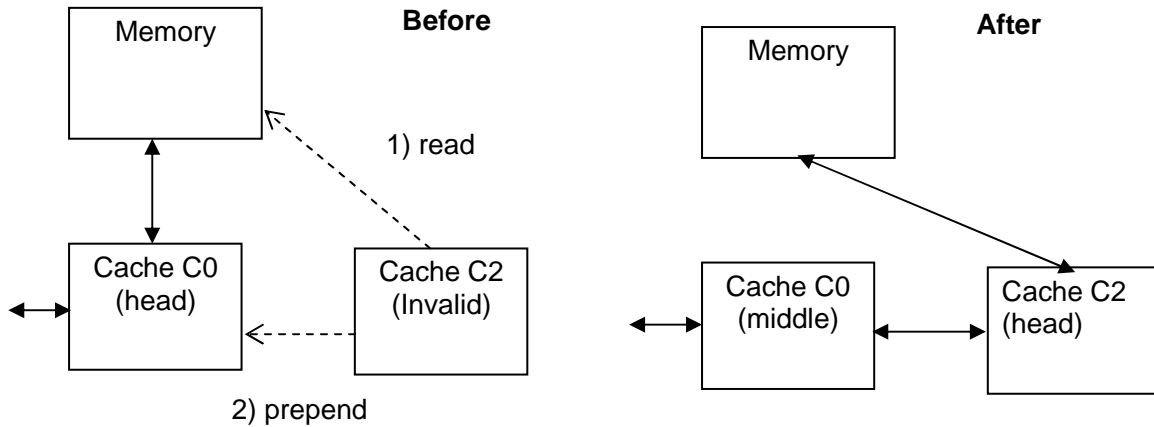 Before
Memory
1) read
Cache C0
(head)
Cache C2
(Invalid)
2) prepend
After
Memory
Cache C0
(middle)
Cache C2
(head)